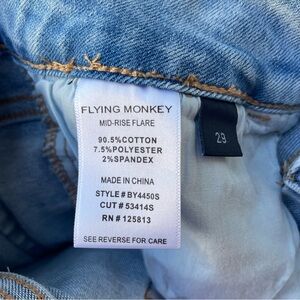 FLYING MONKEY
MID-RISE FLARE
90.5%COTTON
7.5%POLYESTER
2%SPANDEX
MADE IN CHINA
STYLE # BY4450S
CUT # 53414S
RN # 125813
SEE REVERSE FOR CARE
29